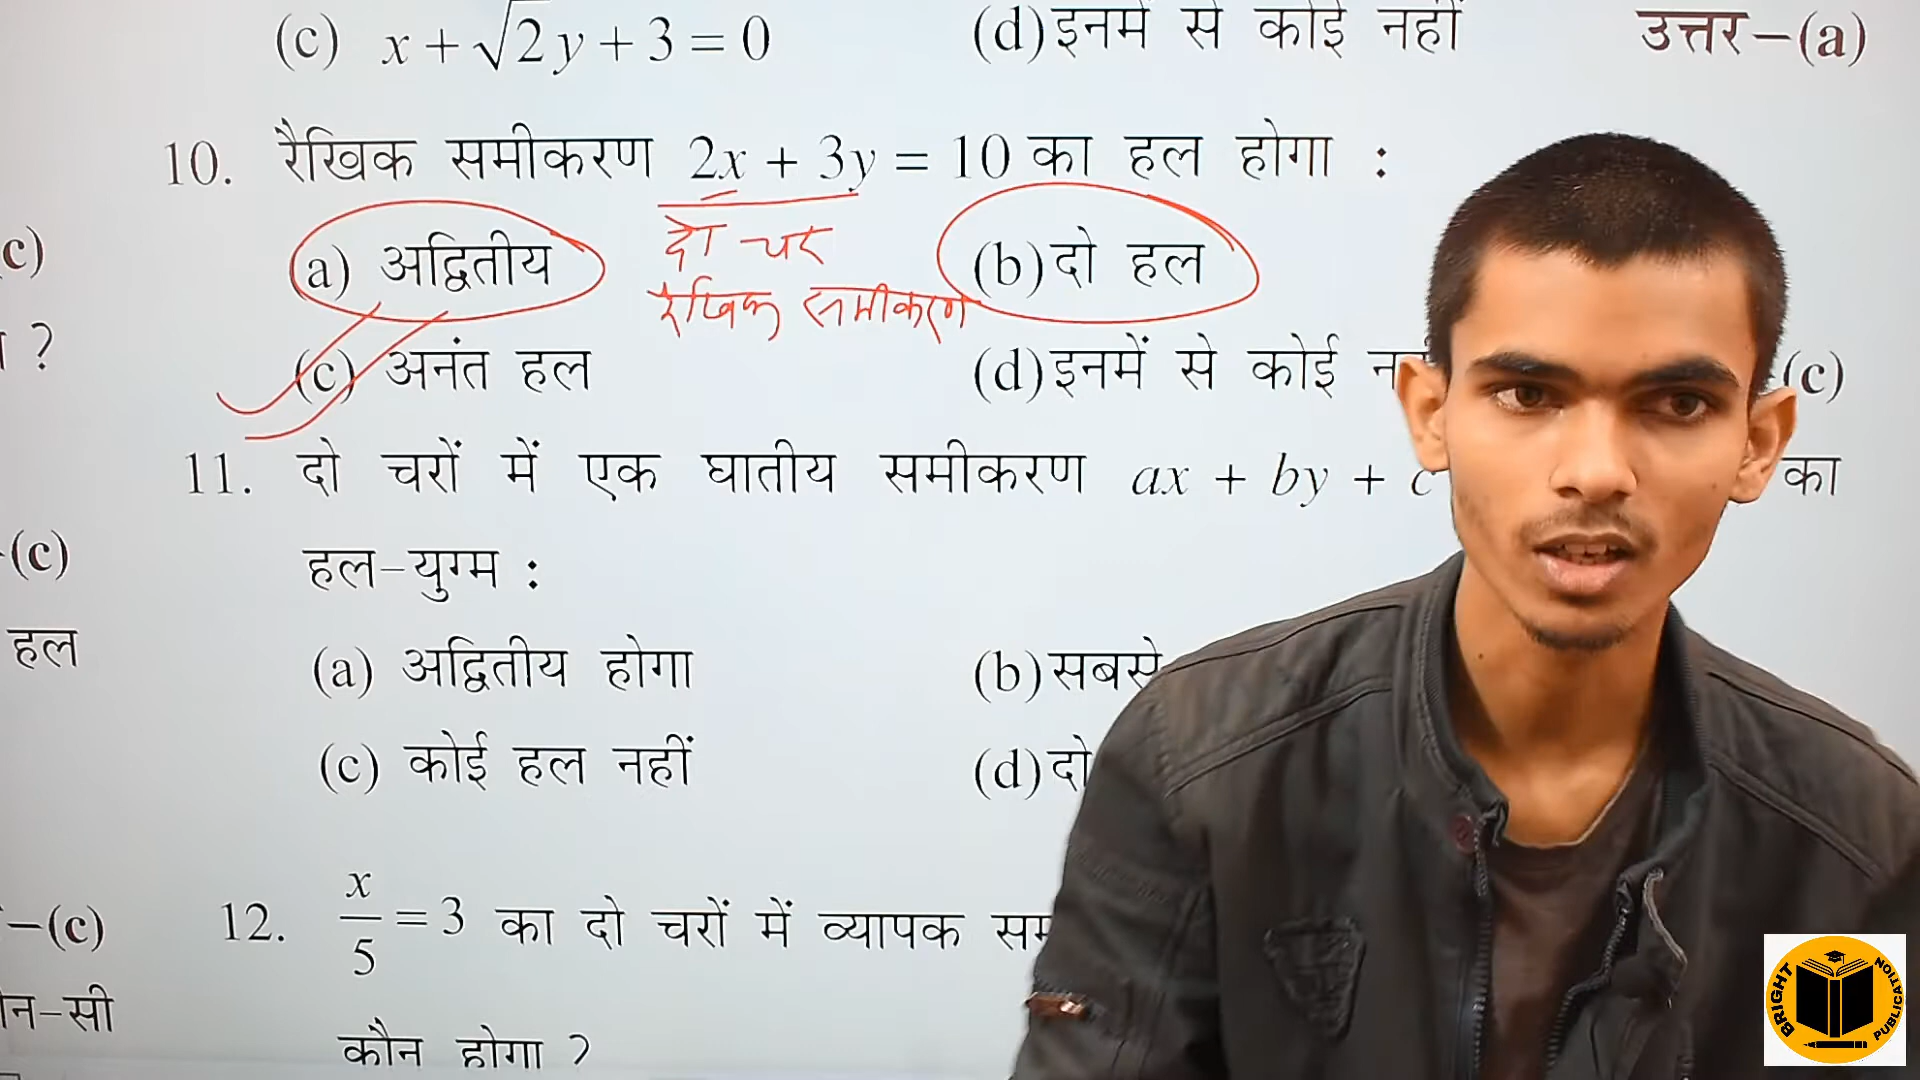 (c) x + √2y + 3 = 0 (d) इनमें से कोई नहीं उत्तर–(a)
10. रैखिक समीकरण 2x + 3y = 10 का हल होगा :
c)
a) अद्वितीय (b) दो हल
दो चर
रैखिक समीकरण
?
(c) अनंत हल (d) इनमें से कोई (c)
11. दो चरों में एक घातीय समीकरण ax + by + c का
-(c)
हल-युग्म :
हल
(a) अद्वितीय होगा (b) सबसे
(c) कोई हल नहीं (d) दो
–(c)
12. x/5 = 3 का दो चरों में व्यापक
न-सी
कौन होगा ?
BRIGHT PUBLICATION